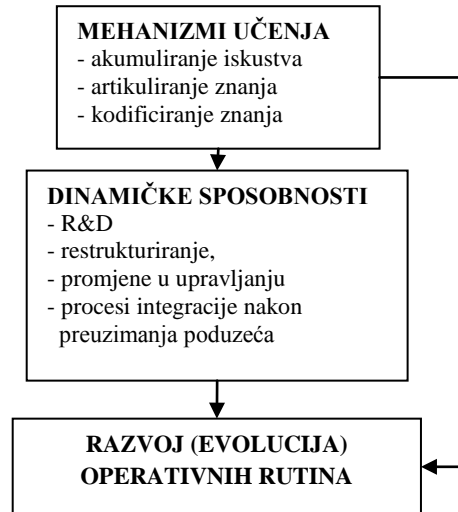 MEHANIZMI UČENJA
- akumuliranje iskustva
- artikuliranje znanja
- kodificiranje znanja
DINAMIČKE SPOSOBNOSTI
- R&D
- restrukturiranje,
- promjene u upravljanju
- procesi integracije nakon
preuzimanja poduzeća
RAZVOJ (EVOLUCIJA)
OPERATIVNIH RUTINA